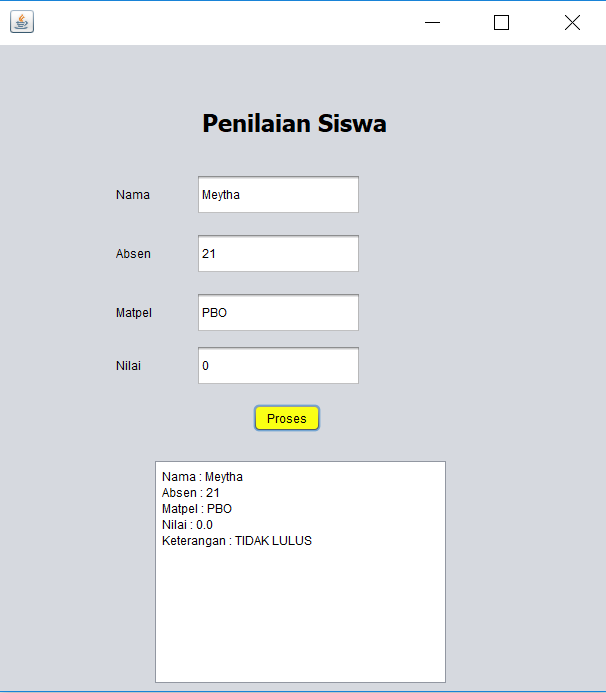 Penilaian Siswa
Nama Meytha
Absen 21
Matpel PBO
Nilai 0
Proses
Nama : Meytha
Absen : 21
Matpel : PBO
Nilai : 0.0
Keterangan : TIDAK LULUS